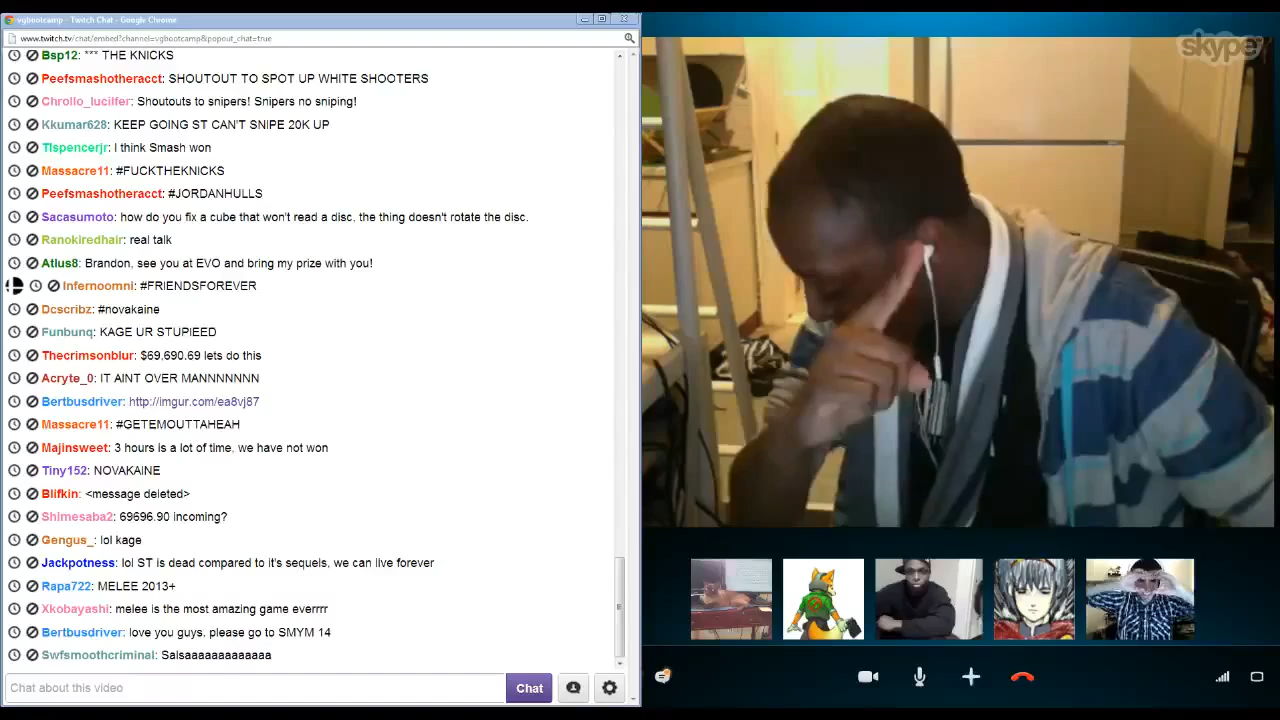 vgbootcamp - Twitch Chat - Google Chrome
www.twitch.tv/chat/embed?channel=vgbootcamp&popout_chat=true
Bsp12: *** THE KNICKS
Peefsmashotheracct: SHOUTOUT TO SPOT UP WHITE SHOOTERS
Chrollo_lucilfer: Shoutouts to snipers! Snipers no sniping!
Kkumar628: KEEP GOING ST CAN'T SNIPE 20K UP
Tlspencerjr: I think Smash won
Massacre11: #FUCKTHEKNICKS
Peefsmashotheracct: #JORDANHULLS
Sacasumoto: how do you fix a cube that won't read a disc, the thing doesn't rotate the disc.
Ranokiredhair: real talk
Atlus8: Brandon, see you at EVO and bring my prize with you!
Infernoomni: #FRIENDSFOREVER
Dcscribz: #novakaine
Funbunq: KAGE UR STUPIEED
Thecrimsonblur: $69,690.69 lets do this
Acryte_0: IT AINT OVER MANNNNNNN
Bertbusdriver: http://imgur.com/ea8vj87
Massacre11: #GETEMOUTTAHEAH
Majinsweet: 3 hours is a lot of time, we have not won
Tiny152: NOVAKAINE
Blifkin: <message deleted>
Shimesaba2: 69696.90 incoming?
Gengus_: lol kage
Jackpotness: lol ST is dead compared to it's sequels, we can live forever
Rapa722: MELEE 2013+
Xkobayashi: melee is the most amazing game everrrr
Bertbusdriver: love you guys. please go to SMYM 14
Swfsmoothcriminal: Salsaaaaaaaaaaaaa
Chat about this video
Chat
skype